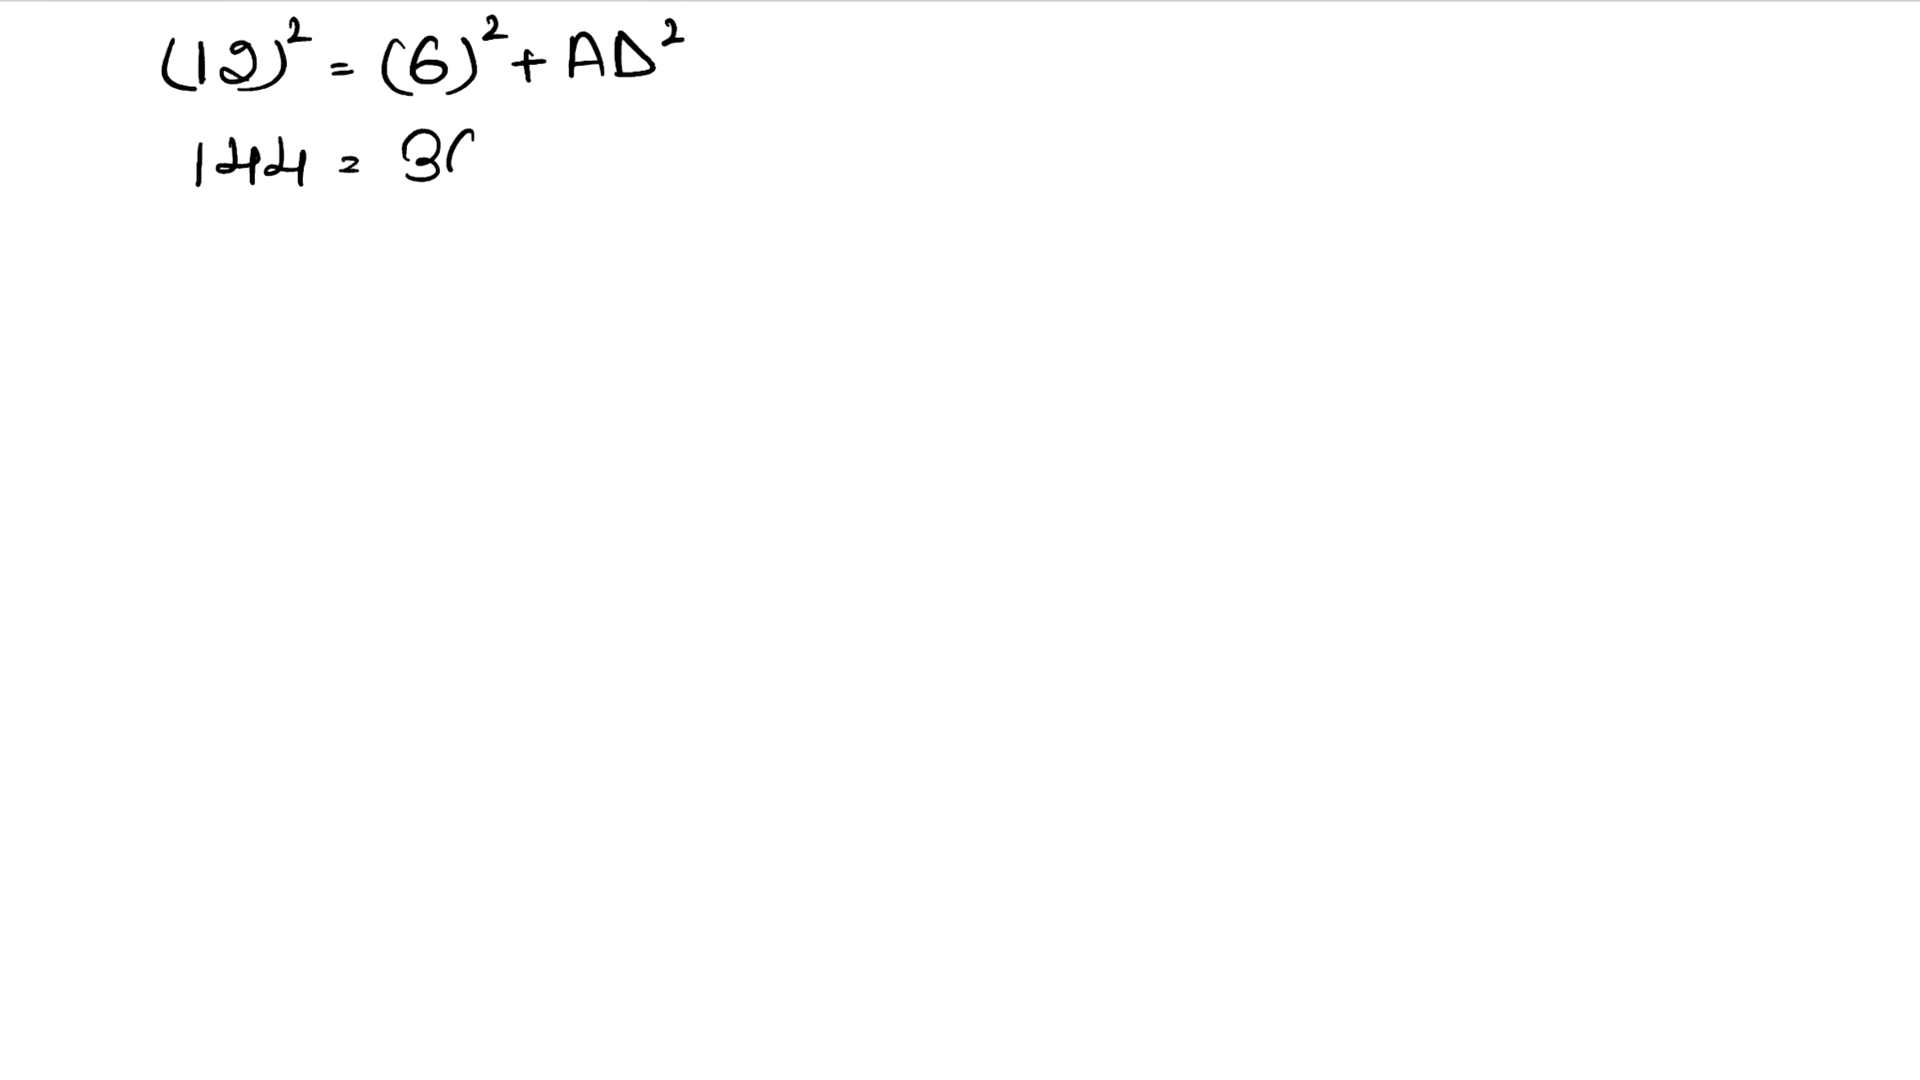 (12)² = (6)² + AD²
144 = 3